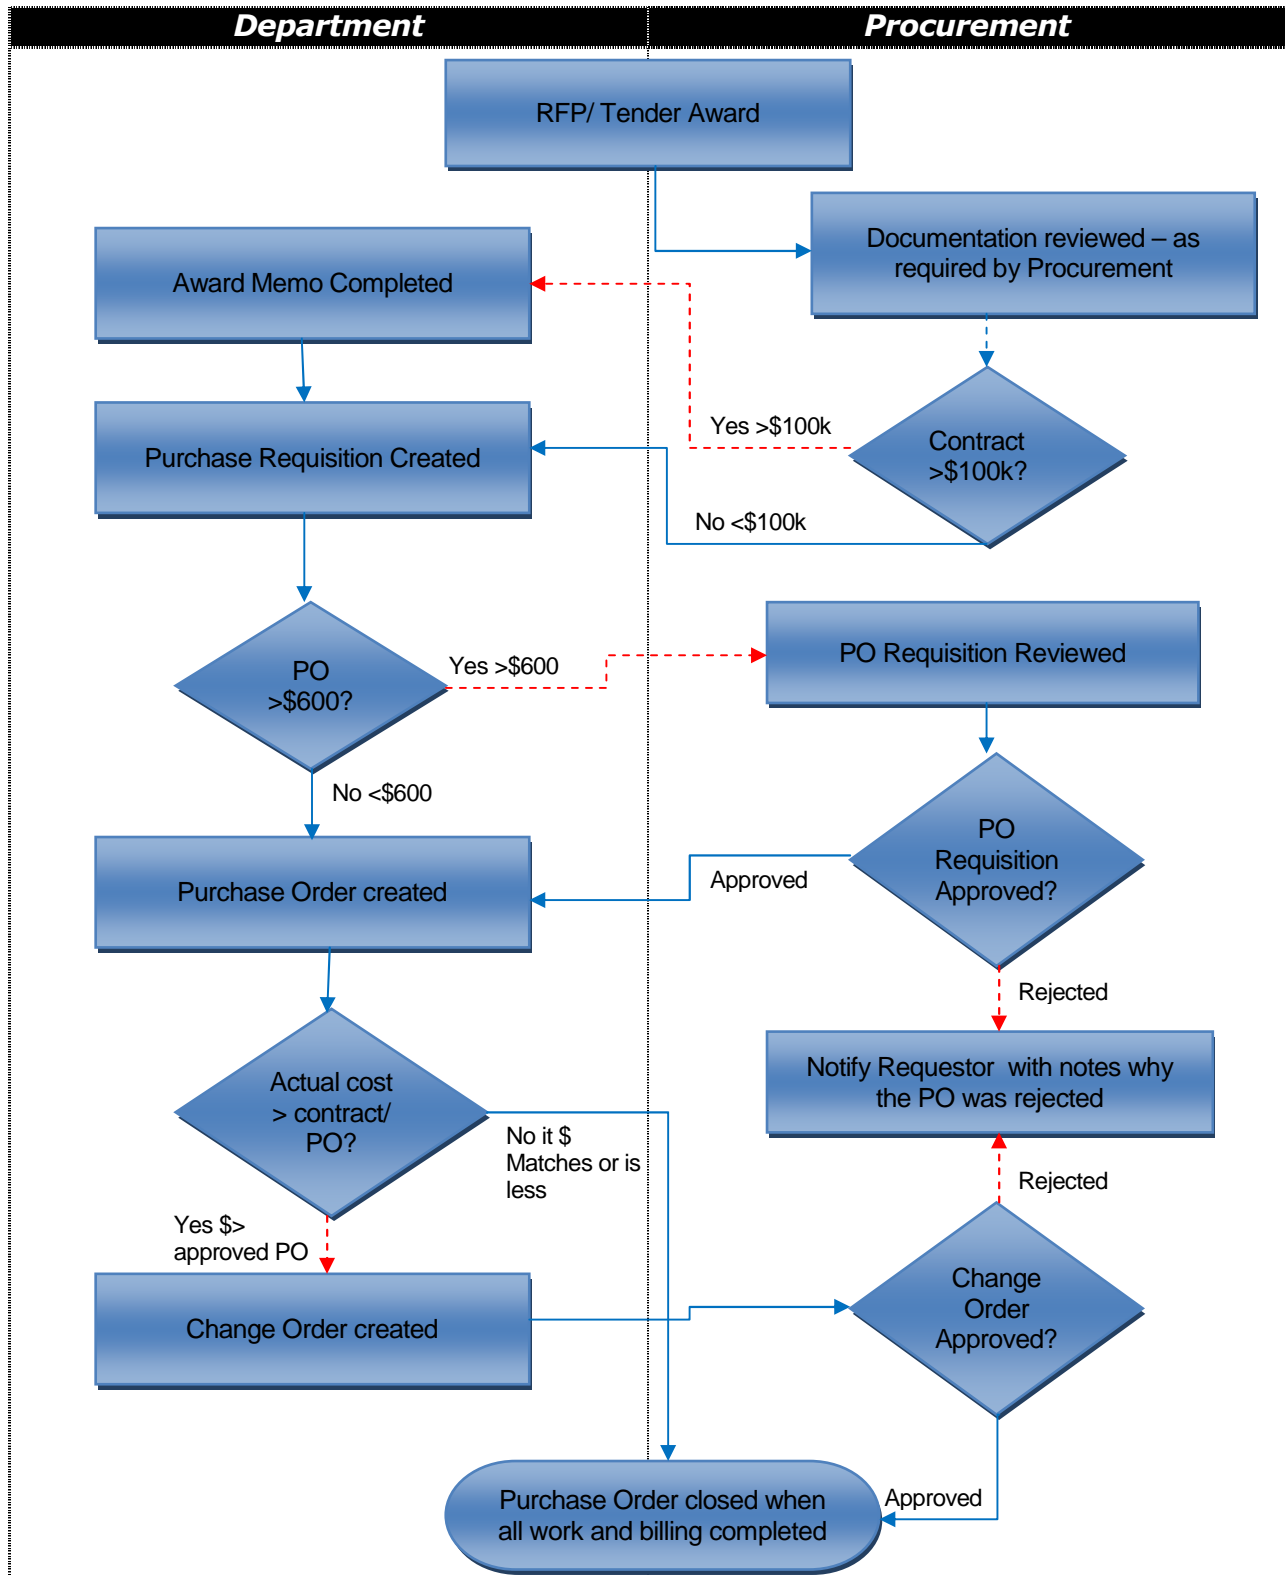 Department
Procurement
RFP/ Tender Award
Documentation reviewed – as
required by Procurement
Award Memo Completed
Yes >$100k
Contract
>$100k?
Purchase Requisition Created
No <$100k
PO
>$600?
Yes >$600
PO Requisition Reviewed
No <$600
PO
Requisition
Approved?
Approved
Purchase Order created
Rejected
Notify Requestor  with notes why
the PO was rejected
Actual cost
> contract/
PO?
No it $
Matches or is
less
Rejected
Yes $>
approved PO
Change
Order
Approved?
Change Order created
Approved
Purchase Order closed when
all work and billing completed